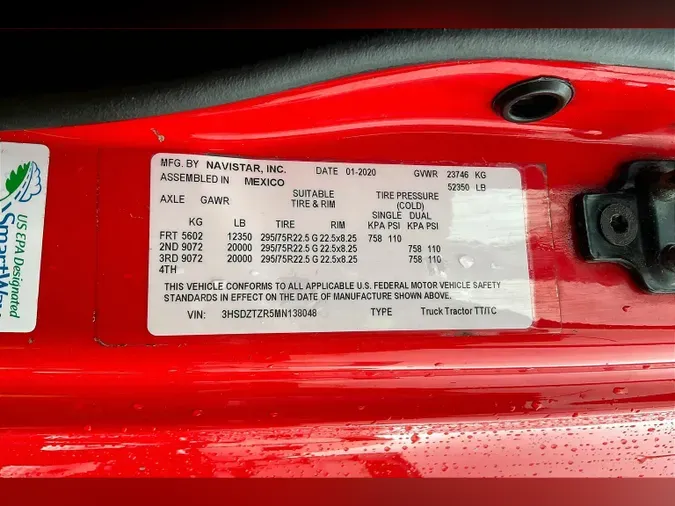 MFG. BY NAVISTAR, INC. DATE 01-2020 GVWR 23746 KG
ASSEMBLED IN MEXICO 52350 LB
AXLE GAWR SUITABLE TIRE & RIM TIRE PRESSURE (COLD)
SINGLE DUAL
KG LB TIRE RIM KPA PSI KPA PSI
FRT 5602 12350 295/75R22.5 G 22.5x8.25 758 110
2ND 9072 20000 295/75R22.5 G 22.5x8.25 758 110
3RD 9072 20000 295/75R22.5 G 22.5x8.25 758 110
4TH
THIS VEHICLE CONFORMS TO ALL APPLICABLE U.S. FEDERAL MOTOR VEHICLE SAFETY
STANDARDS IN EFFECT ON THE DATE OF MANUFACTURE SHOWN ABOVE.
VIN: 3HSDZTZR5MN138048 TYPE Truck Tractor TT/TC
US EPA Designated